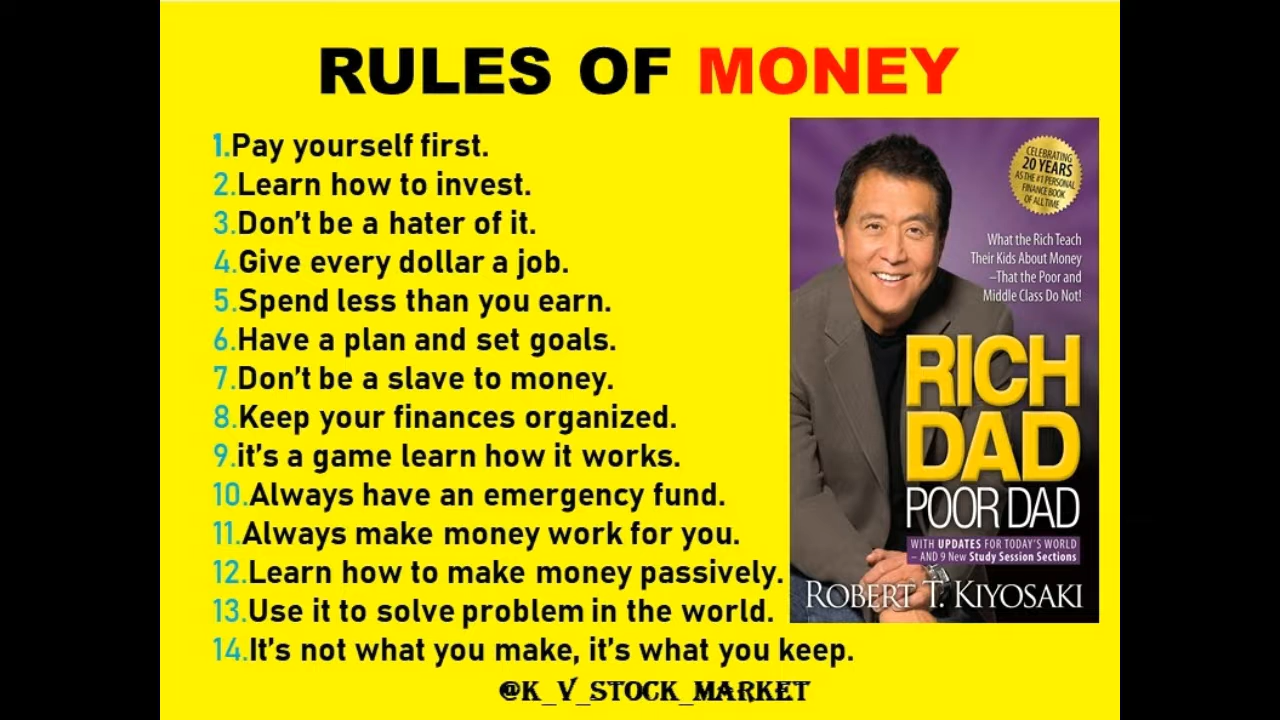 RULES OF MONEY
1.Pay yourself first.
2.Learn how to invest.
3.Don't be a hater of it.
4.Give every dollar a job.
5.Spend less than you earn.
6.Have a plan and set goals.
7.Don't be a slave to money.
8.Keep your finances organized.
9.it's a game learn how it works.
10.Always have an emergency fund.
11.Always make money work for you.
12.Learn how to make money passively.
13.Use it to solve problem in the world.
14.It's not what you make, it's what you keep.
CELEBRATING
20 YEARS
AS THE #1 PERSONAL
FINANCE BOOK
OF ALL TIME
What the Rich Teach
Their Kids About Money
–That the Poor and
Middle Class Do Not!
RICH
DAD
POOR DAD
WITH UPDATES FOR TODAY'S WORLD
– AND 9 New Study Session Sections
ROBERT T. KIYOSAKI
@K_V_STOCK_MARKET